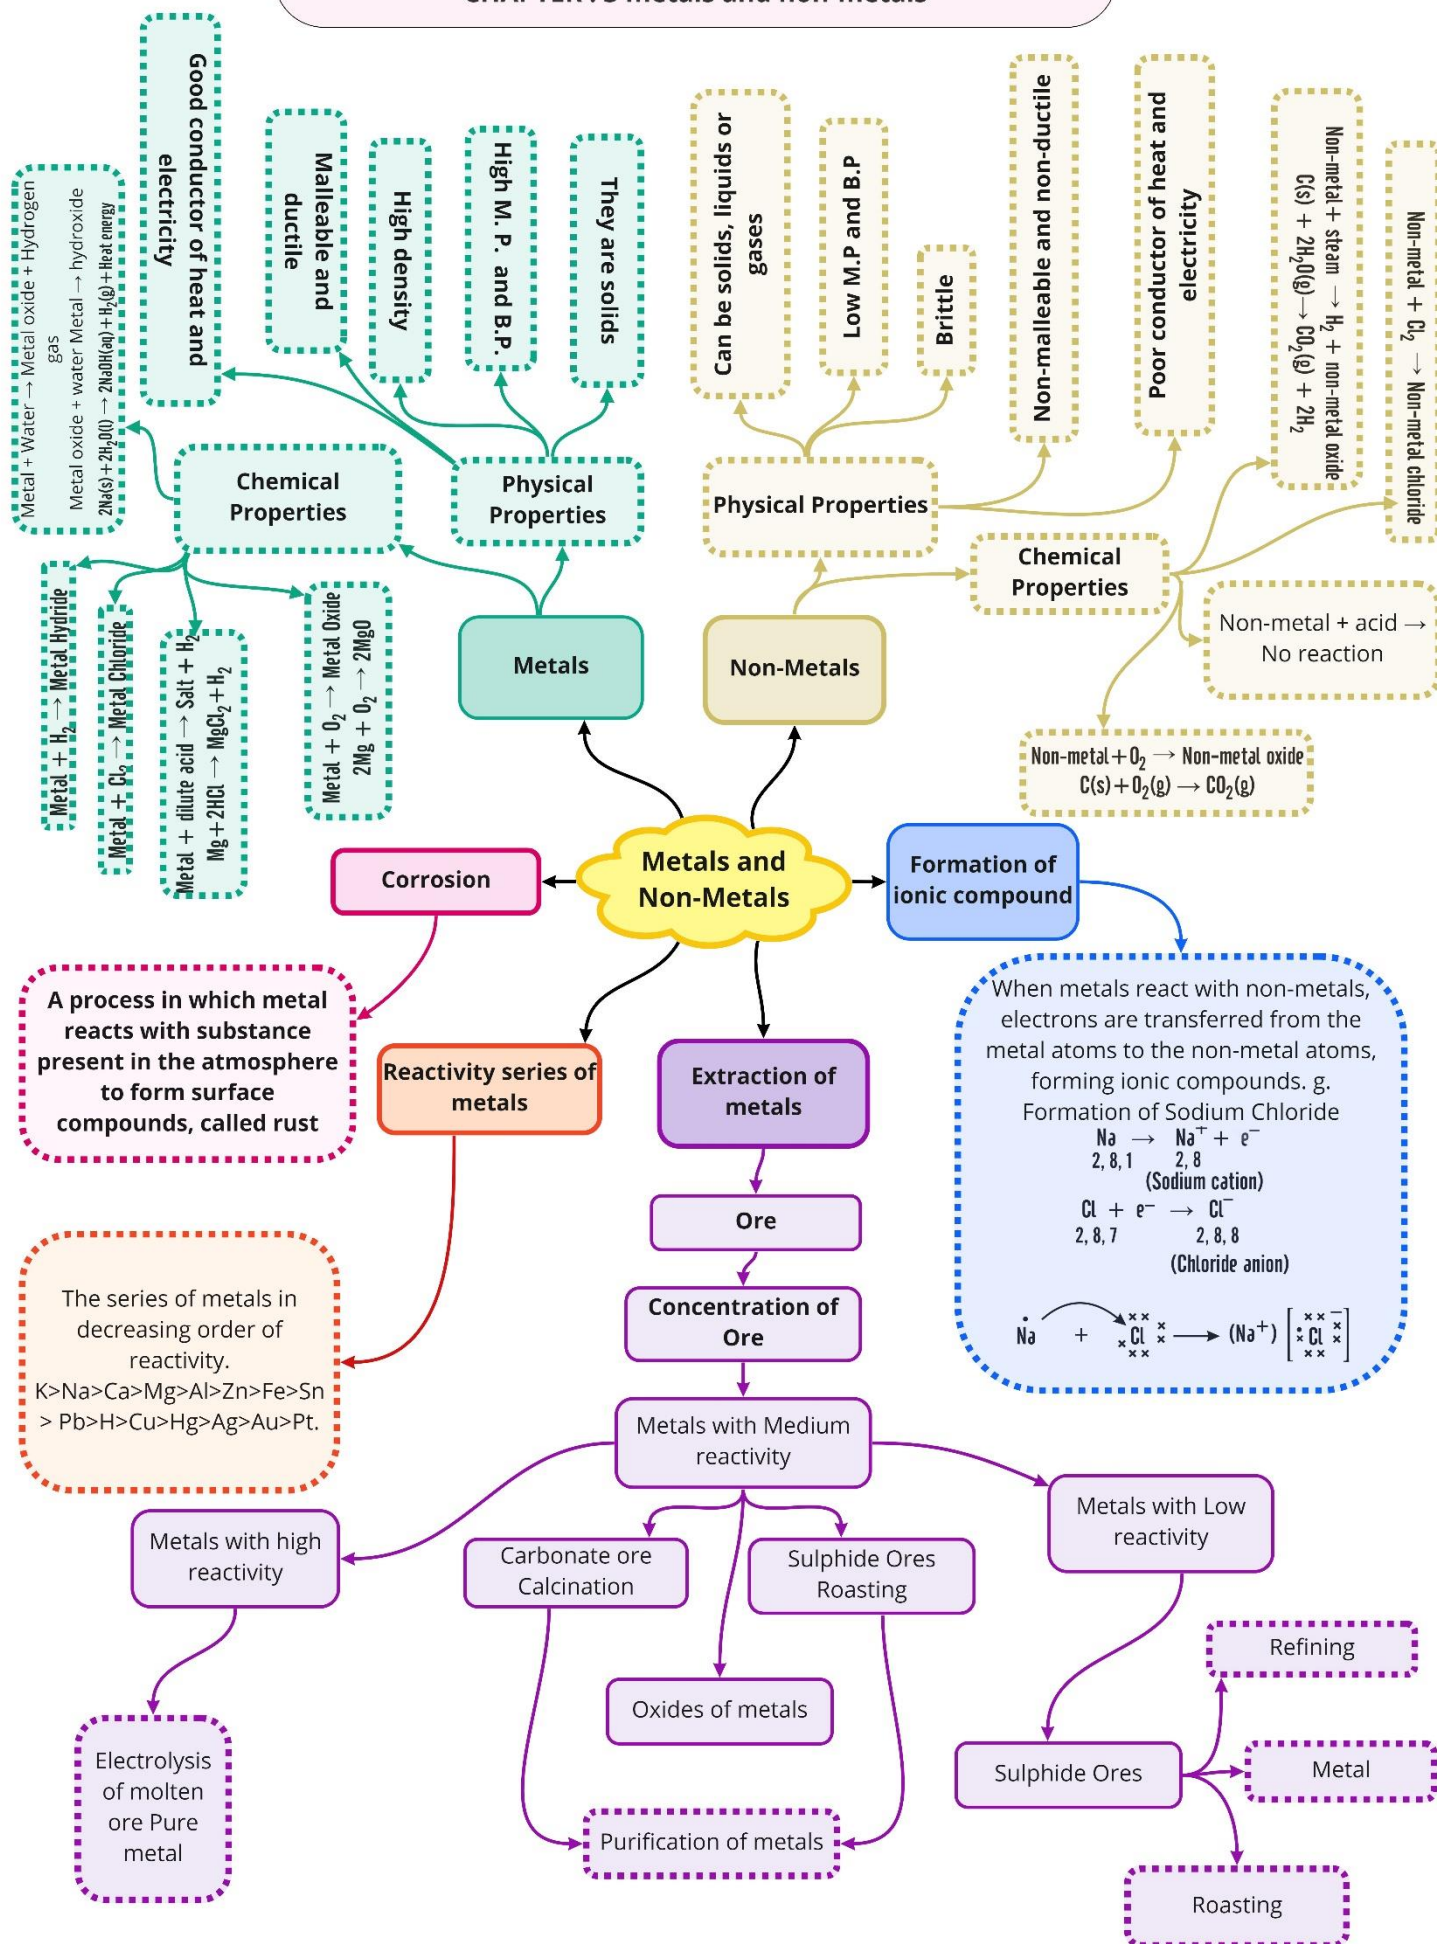 CHAPTER : 3 metals and non-metals
Good conductor of heat and
electricity
Malleable and
ductile
High density
High M. P. and B.P.
They are solids
Can be solids, liquids or
gases
Low M.P and B.P
Brittle
Non-malleable and non-ductile
Poor conductor of heat and
electricity
Non-metal + steam → H₂ + non-metal oxide
C(s) + 2H₂O(g) → CO₂(g) + 2H₂
Non-metal + Cl₂ → Non-metal chloride
Metal + Water → Metal oxide + Hydrogen
gas
Metal oxide + water Metal → hydroxide
2Na(s) + 2H₂O(l) → 2NaOH(aq) + H₂(g) + Heat energy
Chemical
Properties
Physical
Properties
Physical Properties
Chemical
Properties
Metal + H₂ → Metal Hydride
Metal + Cl₂ → Metal Chloride
Metal + dilute acid → Salt + H₂
Mg + 2HCl → MgCl₂ + H₂
Metal + O₂ → Metal Oxide
2Mg + O₂ → 2MgO
Metals
Non-Metals
Non-metal + acid →
No reaction
Non-metal + O₂ → Non-metal oxide
C(s) + O₂(g) → CO₂(g)
Metals and
Non-Metals
Corrosion
Formation of
ionic compound
A process in which metal
reacts with substance
present in the atmosphere
to form surface
compounds, called rust
Reactivity series of
metals
Extraction of
metals
When metals react with non-metals,
electrons are transferred from the
metal atoms to the non-metal atoms,
forming ionic compounds. g.
Formation of Sodium Chloride
Na → Na⁺ + e⁻
2, 8, 1 2, 8
(Sodium cation)
Cl + e⁻ → Cl⁻
2, 8, 7 2, 8, 8
(Chloride anion)
Na + Cl → (Na⁺) [Cl]⁻
Ore
Concentration of
Ore
The series of metals in
decreasing order of
reactivity.
K>Na>Ca>Mg>Al>Zn>Fe>Sn
> Pb>H>Cu>Hg>Ag>Au>Pt.
Metals with Medium
reactivity
Metals with high
reactivity
Carbonate ore
Calcination
Sulphide Ores
Roasting
Metals with Low
reactivity
Oxides of metals
Electrolysis
of molten
ore Pure
metal
Purification of metals
Sulphide Ores
Refining
Metal
Roasting